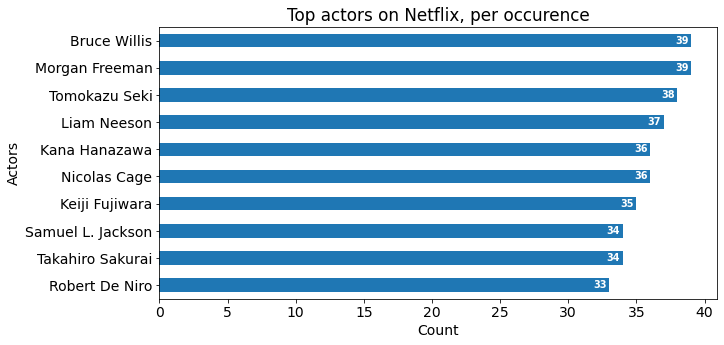 Top actors on Netflix, per occurence
Actors
Bruce Willis 39
Morgan Freeman 39
Tomokazu Seki 38
Liam Neeson 37
Kana Hanazawa 36
Nicolas Cage 36
Keiji Fujiwara 35
Samuel L. Jackson 34
Takahiro Sakurai 34
Robert De Niro 33
0 5 10 15 20 25 30 35 40
Count